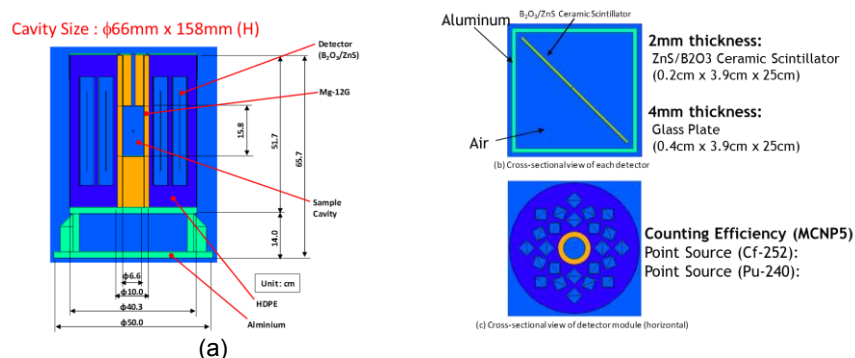 Cavity Size : ϕ66mm x 158mm (H)
Detector
(B₂O₃/ZnS)
Mg-12G
15.8
51.7
65.7
Sample
Cavity
14.0
ϕ6.6
ϕ10.0
Unit: cm
HDPE
ϕ40.3
ϕ50.0
Alminium
(a)
Aluminum
B₂O₃/ZnS Ceramic Scintillator
Air
(b) Cross-sectional view of each detector
2mm thickness:
ZnS/B2O3 Ceramic Scintillator
(0.2cm x 3.9cm x 25cm)
4mm thickness:
Glass Plate
(0.4cm x 3.9cm x 25cm)
(c) Cross-sectional view of detector module (horizontal)
Counting Efficiency (MCNP5)
Point Source (Cf-252):
Point Source (Pu-240):